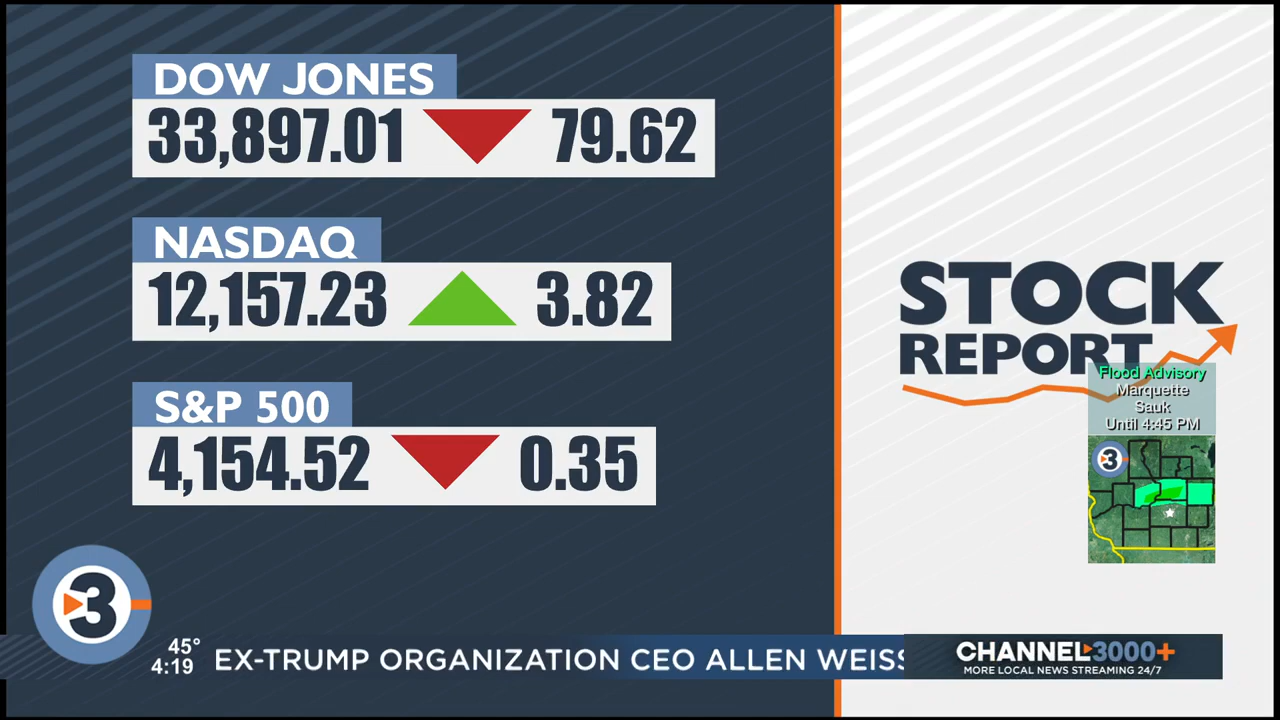 DOW JONES
33,897.01 79.62
NASDAQ
12,157.23 3.82
S&P 500
4,154.52 0.35
STOCK
REPORT
Flood Advisory
Marquette
Sauk
Until 4:45 PM
3
3
45°
4:19
EX-TRUMP ORGANIZATION CEO ALLEN WEISS
CHANNEL3000+
MORE LOCAL NEWS STREAMING 24/7